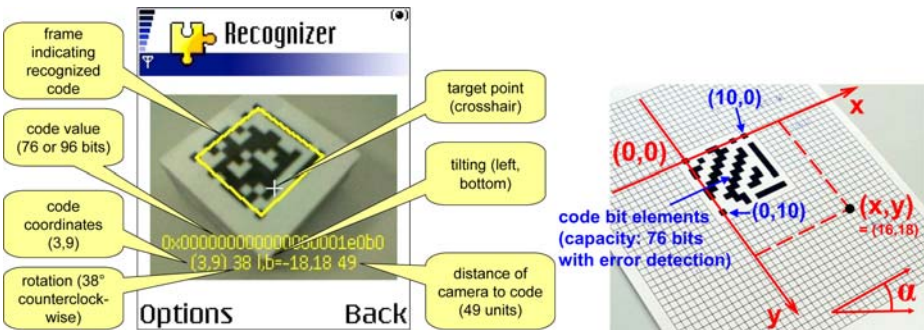 frame
indicating
recognized
code
code value
(76 or 96 bits)
code
coordinates
(3,9)
rotation (38°
counterclock-
wise)
Recognizer
0x00000000000000000001e0b0
(3,9) 38 l,b=-18,18 49
Options
Back
target point
(crosshair)
tilting (left,
bottom)
distance of
camera to code
(49 units)
(10,0)
x
(0,0)
(0,10)
code bit elements
(capacity: 76 bits
with error detection)
(x,y)
= (16,18)
y
α